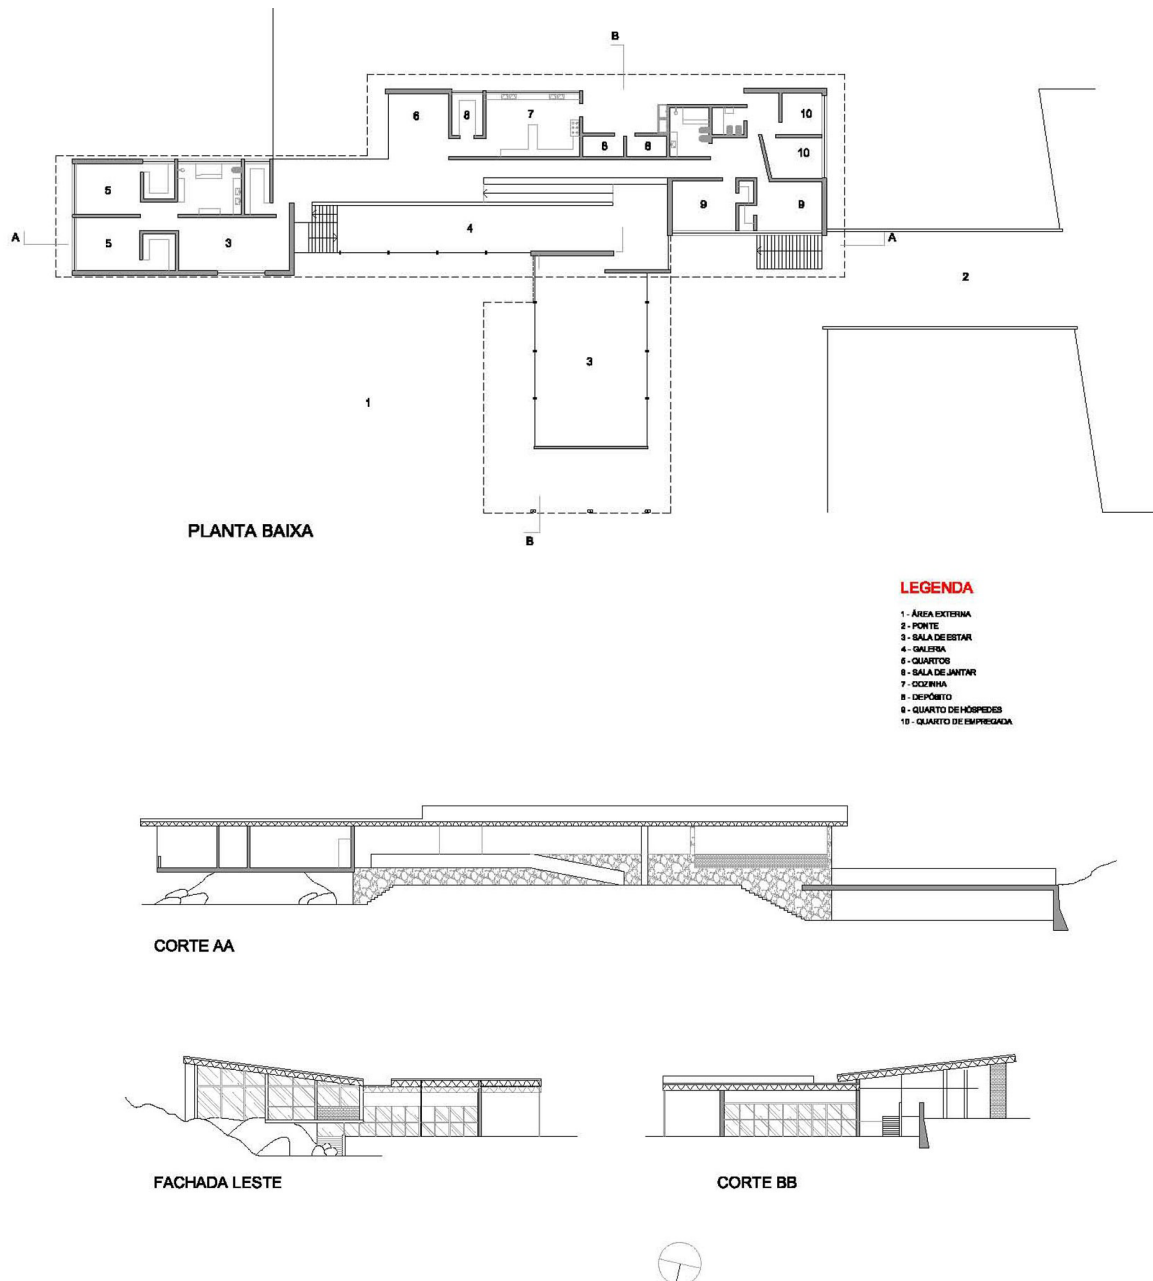 B
6
8
7
10
8
8
10
5
9
9
4
A
5
3
A
2
3
1
PLANTA BAIXA
B
LEGENDA
1 - ÁREA EXTERNA
2 - PONTE
3 - SALA DE ESTAR
4 - GALERIA
5 - QUARTOS
6 - SALA DE JANTAR
7 - COZINHA
8 - DEPÓSITO
9 - QUARTO DE HÓSPEDES
10 - QUARTO DE EMPREGADA
CORTE AA
FACHADA LESTE
CORTE BB